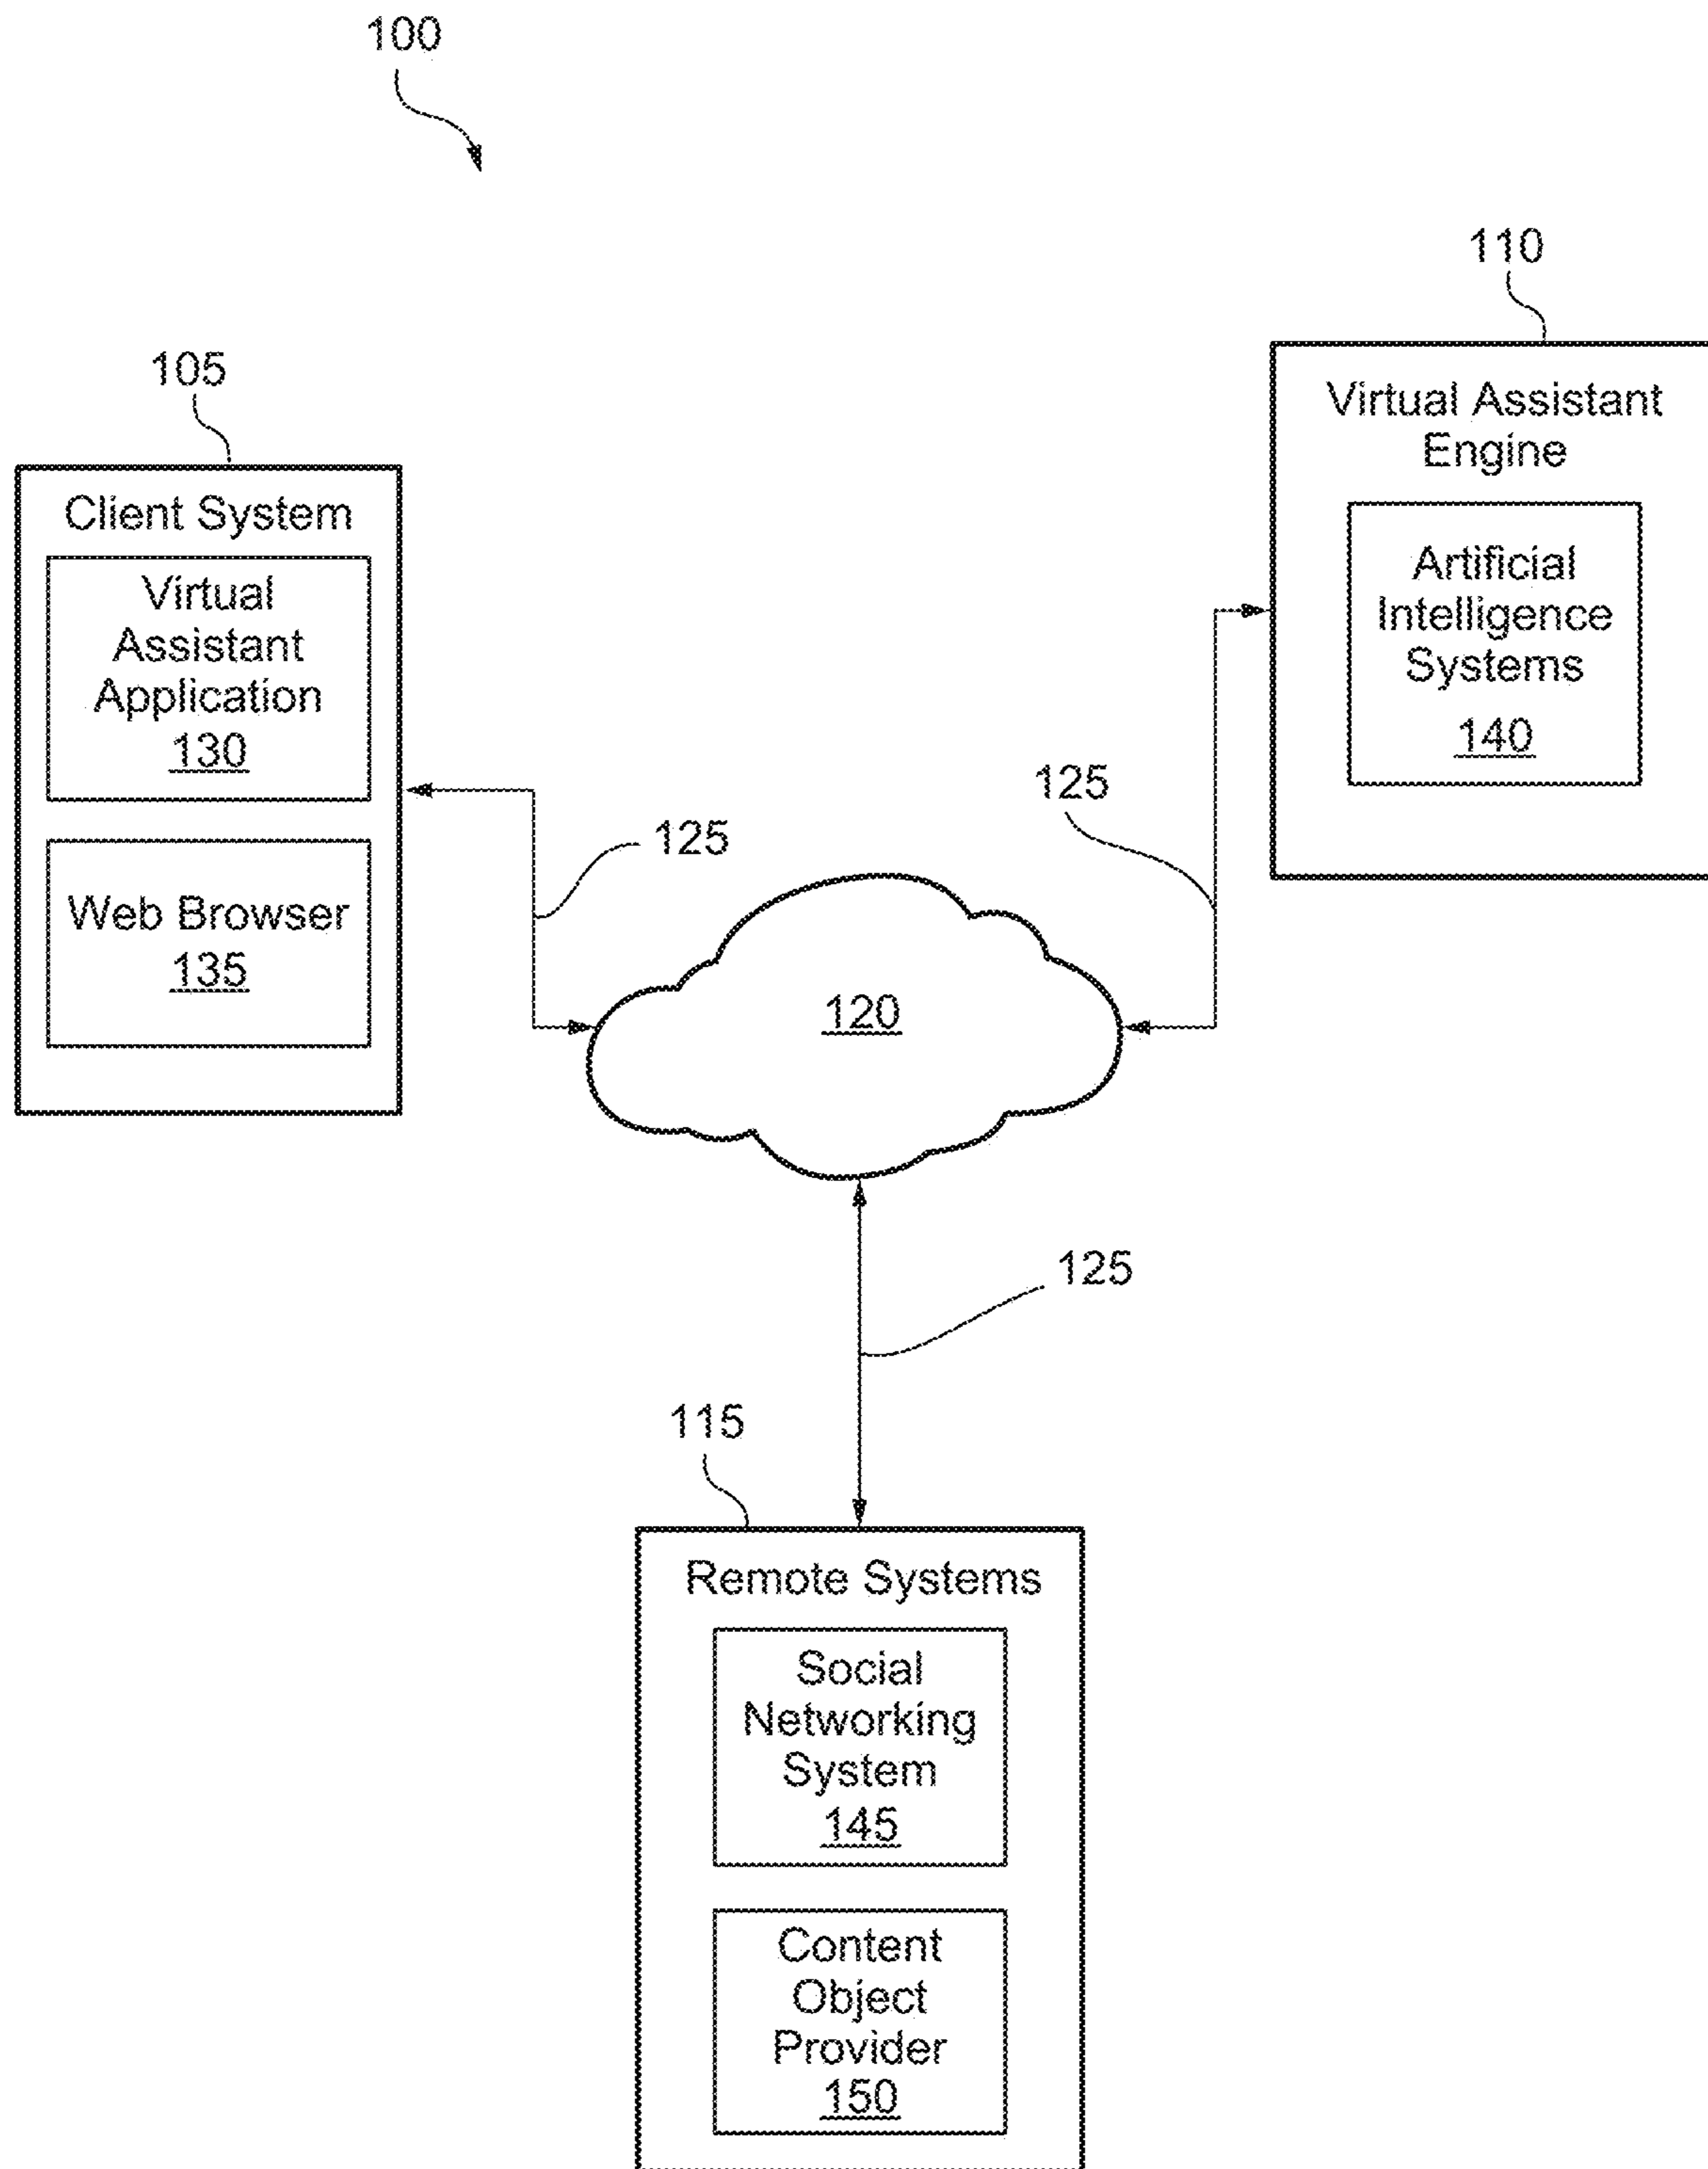 100
110
105
Virtual Assistant
Engine
Client System
Artificial
Intelligence
Systems
140
Virtual
Assistant
Application
130
125
125
Web Browser
135
120
125
115
Remote Systems
Social
Networking
System
145
Content
Object
Provider
150